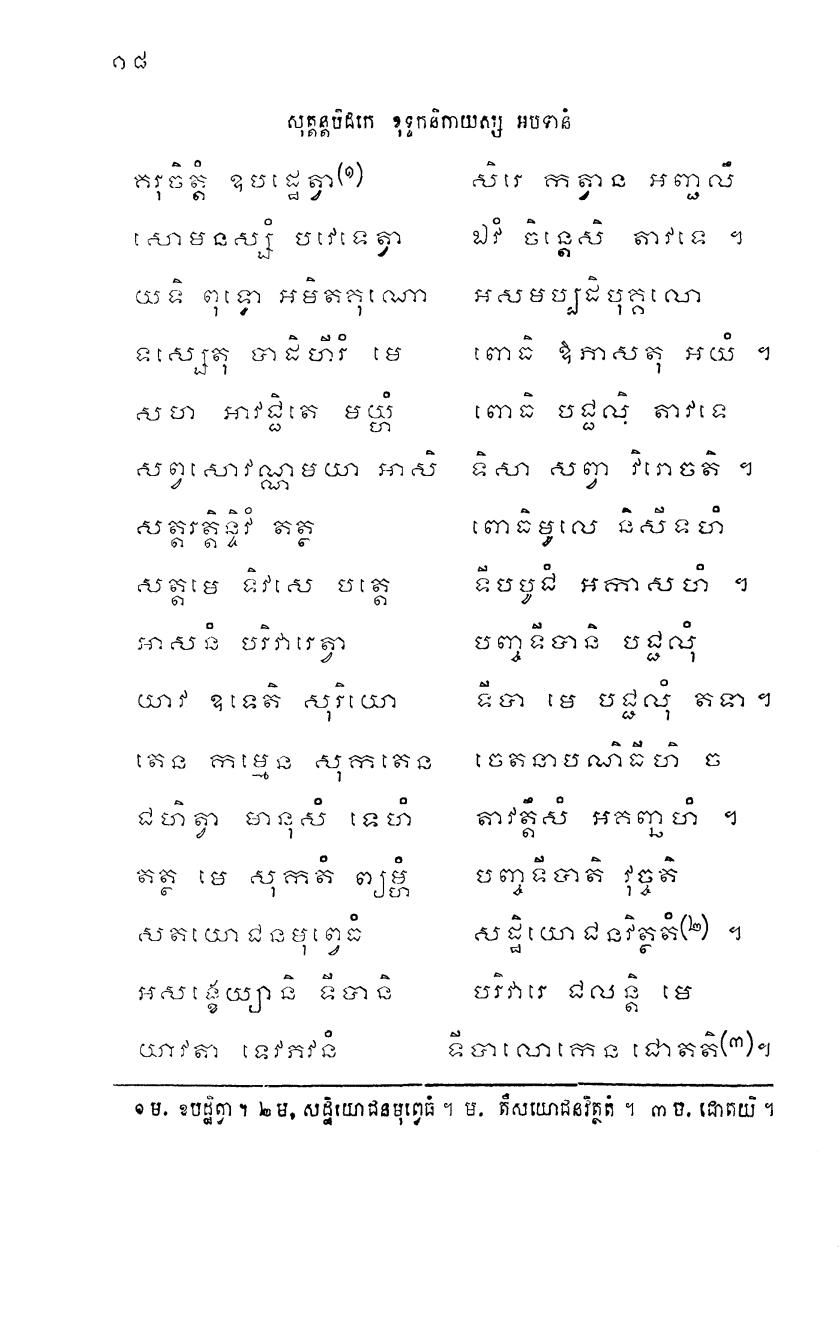 ១៨
សុត្តន្តបិដកេ ខុទ្ទកនិកាយស្ស អបទានំ
គរុចិត្តំ ឧបដ្ឋេត្វា(១) សិរេ កត្វាន អញ្ជលឹ
សោមនស្សំ បវេទេត្វា ឯវំ ចិន្តេសិ តាវទេ ។
យទិ ពុទ្ធោ អមិតគុណោ អសមប្បដិបុគ្គលោ
ទស្សេតុ បាដិហីរំ មេ ពោធិ ឱភាសតុ អយំ ។
សហ អាវជ្ជិតេ មយ្ហំ ពោធិ បជ្ជលិ តាវទេ
សព្វសោវណ្ណមយា អាសិ ទិសា សព្វា វិរោចតិ ។
សត្តរត្តិន្ទិវំ តត្ថ ពោធិមូលេ និសីទហំ
សត្តមេ ទិវសេ បត្តេ ទីបបូជំ អកាសហំ ។
អាសនំ បរិវារេត្វា បញ្ចទីបានិ បជ្ជលុំ
យាវ ឧទេតិ សុរិយោ ទីបា មេ បជ្ជលុំ តទា ។
តេន កម្មេន សុកតេន ចេតនាបណិធីហិ ច
ជហិត្វា មានុសំ ទេហំ តាវត្តឹសំ អគញ្ឆហំ ។
តត្ថ មេ សុកតំ ព្យម្ហំ បញ្ចទីបាតិ វុច្ចតិ
សតយោជនមុព្វេធំ សដ្ឋិយោជនវិត្ថតំ(២) ។
អសង្ខេយ្យានិ ទីបានិ បរិវារេ ជលន្តិ មេ
យាវតា ទេវភវនំ ទីបាលោកេន ជោតតិ(៣)។
១ ម. ឧបដ្ឋិត្វា ។ ២ ម. សដ្ឋិយោជនមុព្វេធំ ។ ម. តឹសយោជនវិត្ថតំ ។ ៣ ឱ. ជោតយិ ។